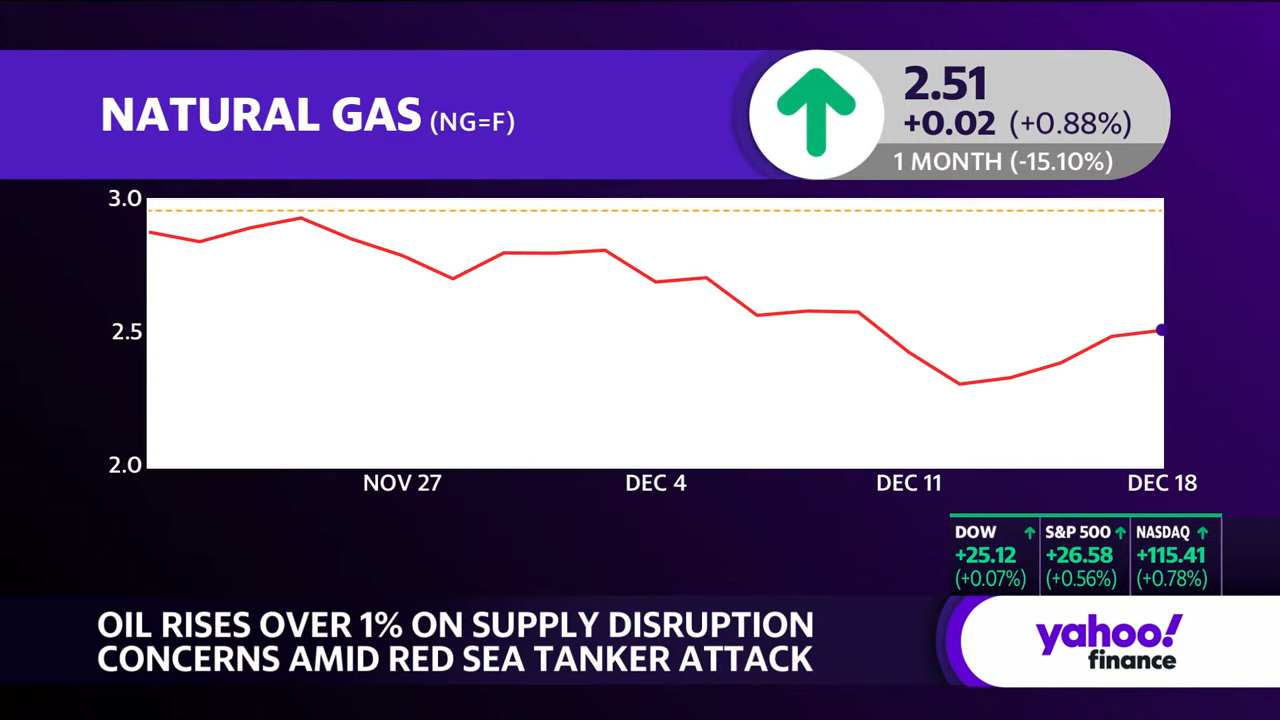 NATURAL GAS (NG=F)
2.51
+0.02 (+0.88%)
1 MONTH (-15.10%)
3.0
2.5
2.0
NOV 27 DEC 4 DEC 11 DEC 18
DOW S&P 500 NASDAQ
+25.12 +26.58 +115.41
(+0.07%) (+0.56%) (+0.78%)
OIL RISES OVER 1% ON SUPPLY DISRUPTION
CONCERNS AMID RED SEA TANKER ATTACK
yahoo!
finance